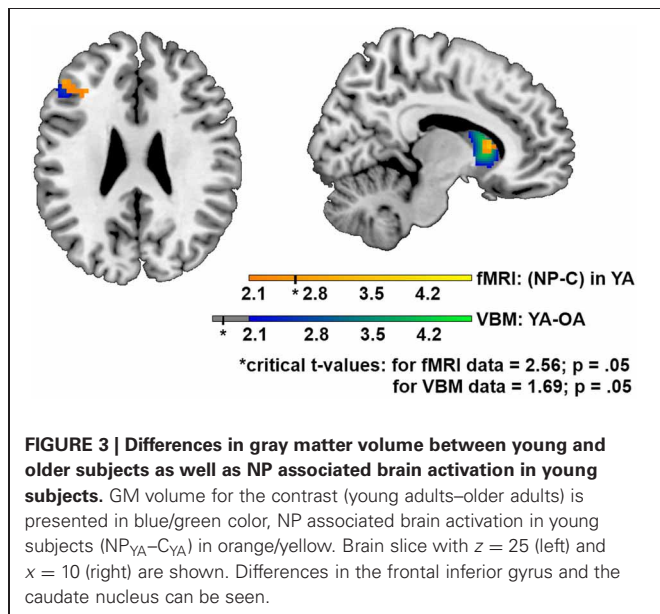 fMRI: (NP-C) in YA
2.1 * 2.8 3.5 4.2
VBM: YA-OA
* 2.1 2.8 3.5 4.2
*critical t-values: for fMRI data = 2.56; p = .05
for VBM data = 1.69; p = .05
FIGURE 3 | Differences in gray matter volume between young and
older subjects as well as NP associated brain activation in young
subjects. GM volume for the contrast (young adults–older adults) is
presented in blue/green color, NP associated brain activation in young
subjects (NPYA–CYA) in orange/yellow. Brain slice with z = 25 (left) and
x = 10 (right) are shown. Differences in the frontal inferior gyrus and the
caudate nucleus can be seen.